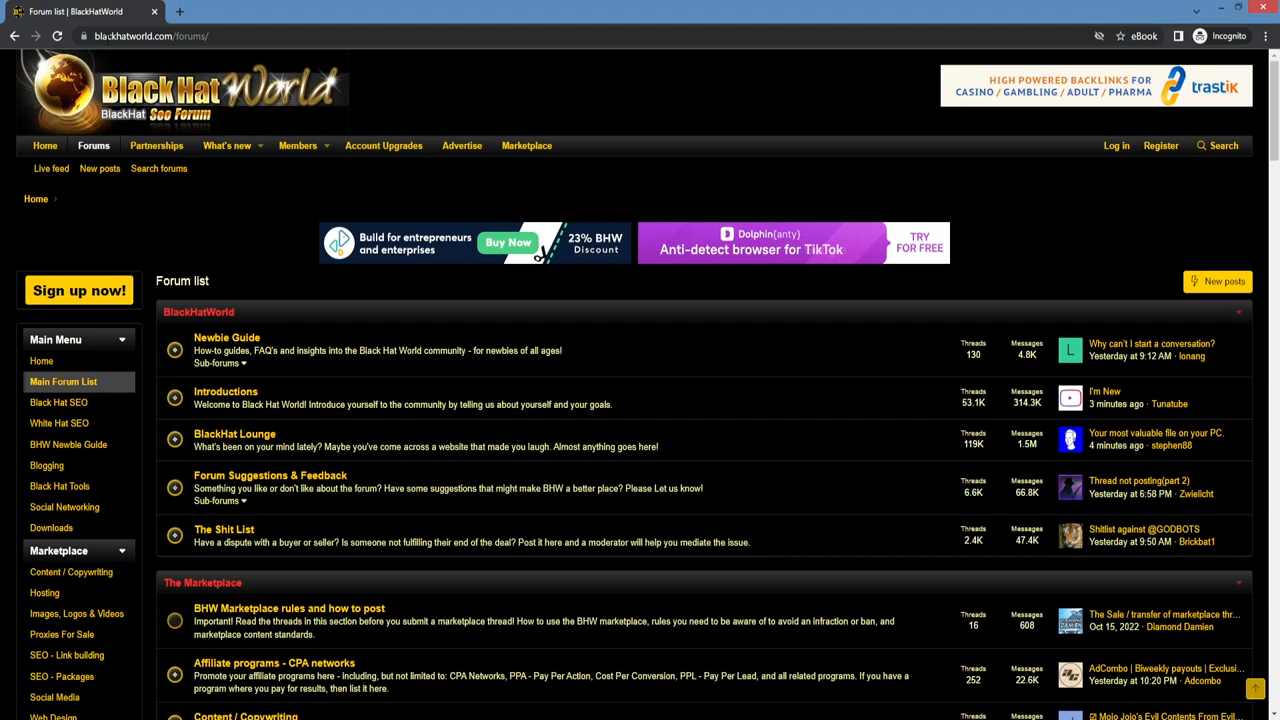 Forum list | BlackHatWorld
blackhatworld.com/forums/
eBook
Incognito
BlackHat World
BlackHat Seo Forum
HIGH POWERED BACKLINKS FOR
CASINO / GAMBLING / ADULT / PHARMA
trastik
Home Forums Partnerships What's new Members Account Upgrades Advertise Marketplace
Log in Register Search
Live feed New posts Search forums
Home
Build for entrepreneurs
and enterprises
Buy Now
23% BHW
Discount
Dolphin{anty}
Anti-detect browser for TikTok
TRY
FOR FREE
Sign up now!
Main Menu
Home
Main Forum List
Black Hat SEO
White Hat SEO
BHW Newbie Guide
Blogging
Black Hat Tools
Social Networking
Downloads
Marketplace
Content / Copywriting
Hosting
Images, Logos & Videos
Proxies For Sale
SEO - Link building
SEO - Packages
Social Media
Web Design
Forum list
New posts
BlackHatWorld
Newbie Guide
How-to guides, FAQ's and insights into the Black Hat World community - for newbies of all ages!
Sub-forums
Threads
130
Messages
4.8K
L
Why can't I start a conversation?
Yesterday at 9:12 AM · lonang
Introductions
Welcome to Black Hat World! Introduce yourself to the community by telling us about yourself and your goals.
Threads
53.1K
Messages
314.3K
I'm New
3 minutes ago · Tunatube
BlackHat Lounge
What's been on your mind lately? Maybe you've come across a website that made you laugh. Almost anything goes here!
Threads
119K
Messages
1.5M
Your most valuable file on your PC.
4 minutes ago · stephen88
Forum Suggestions & Feedback
Something you like or don't like about the forum? Have some suggestions that might make BHW a better place? Please Let us know!
Sub-forums
Threads
6.6K
Messages
66.8K
Thread not posting(part 2)
Yesterday at 6:58 PM · Zwielicht
The Shit List
Have a dispute with a buyer or seller? Is someone not fulfilling their end of the deal? Post it here and a moderator will help you mediate the issue.
Threads
2.4K
Messages
47.4K
Shitlist against @GODBOTS
Yesterday at 9:50 AM · Brickbat1
The Marketplace
BHW Marketplace rules and how to post
Important! Read the threads in this section before you submit a marketplace thread! How to use the BHW marketplace, rules you need to be aware of to avoid an infraction or ban, and
marketplace content standards.
Threads
16
Messages
608
The Sale / transfer of marketplace thr...
Oct 15, 2022 · Diamond Damien
Affiliate programs - CPA networks
Promote your affiliate programs here - including, but not limited to: CPA Networks, PPA - Pay Per Action, Cost Per Conversion, PPL - Pay Per Lead, and all related programs. If you have a
program where you pay for results, then list it here.
Threads
252
Messages
22.6K
AdCombo | Biweekly payouts | Exclusi...
Yesterday at 10:20 PM · Adcombo
Content / Copywriting
Threads
Messages
Mojo Jojo's Evil Contents From Evil...